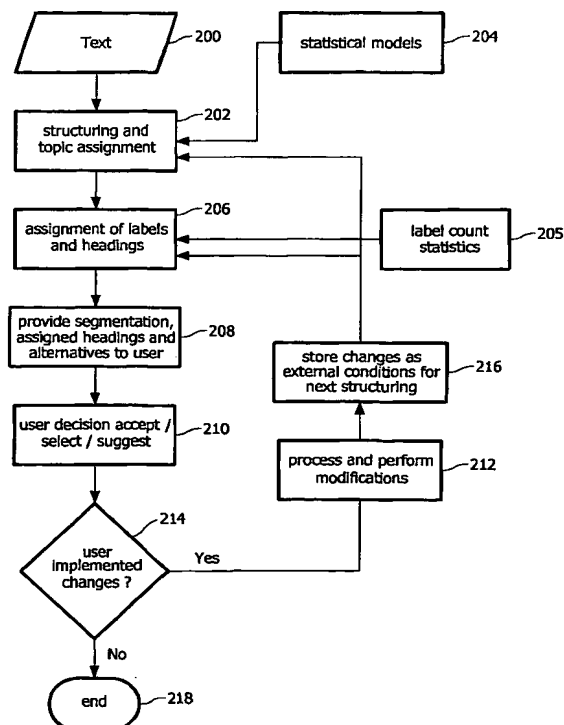 Text
200
statistical models
204
202
structuring and
topic assignment
206
assignment of labels
and headings
label count
statistics
205
provide segmentation,
assigned headings and
alternatives to user
208
store changes as
external conditions for
next structuring
216
user decision accept /
select / suggest
210
process and perform
modifications
212
214
user
implemented
changes ?
Yes
No
end
218